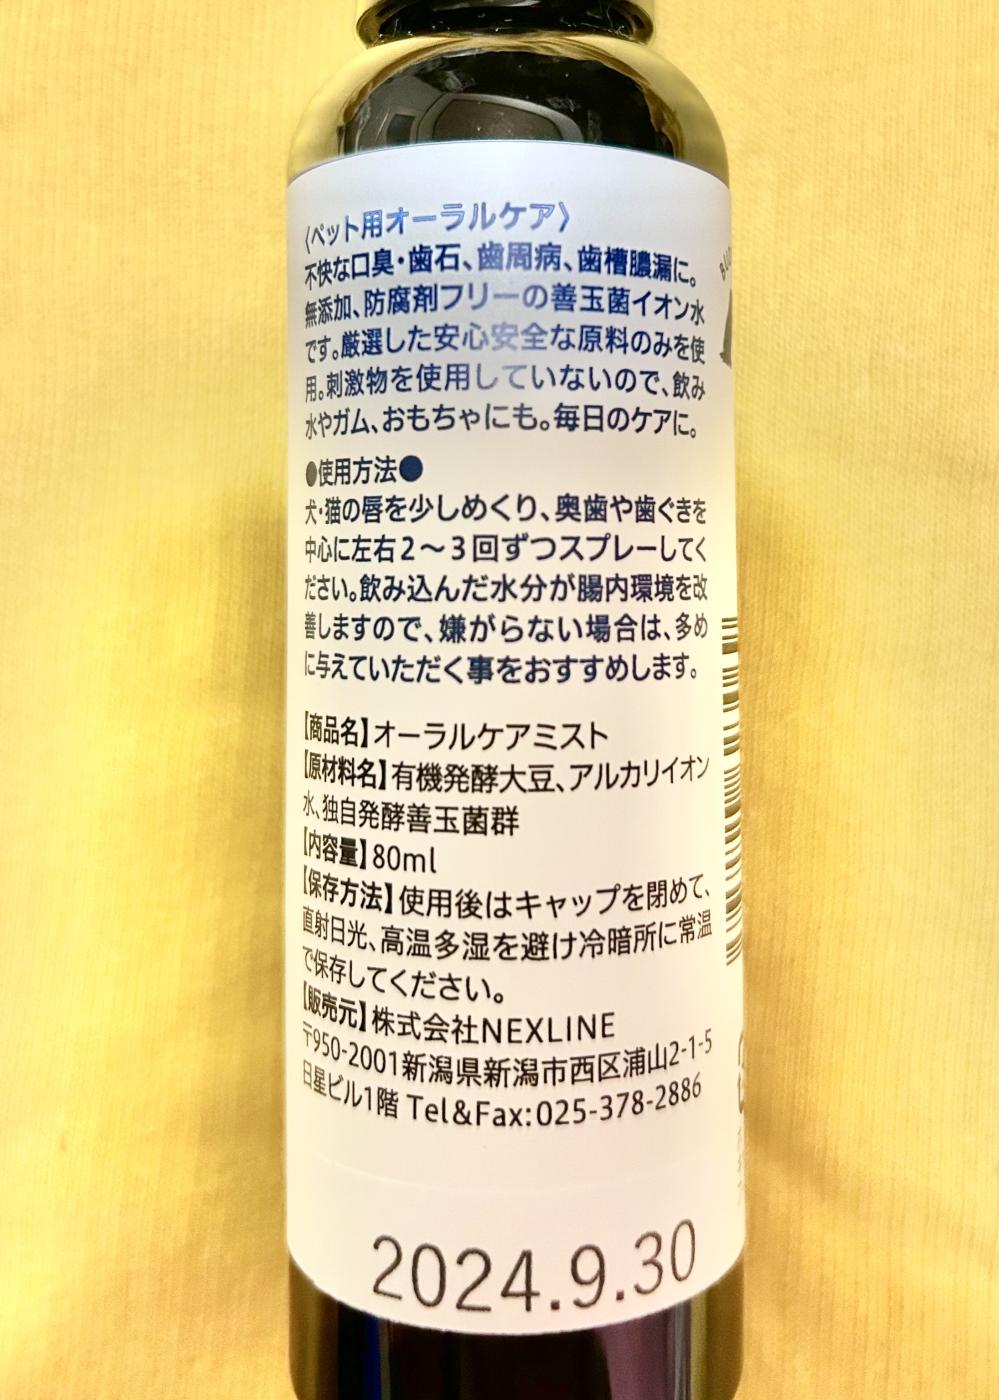 〈ペット用オーラルケア〉
不快な口臭・歯石、歯周病、歯槽膿漏に。
無添加、防腐剤フリーの善玉菌イオン水
です。厳選した安心安全な原料のみを使
用。刺激物を使用していないので、飲み
水やガム、おもちゃにも。毎日のケアに。
●使用方法●
犬・猫の唇を少しめくり、奥歯や歯ぐきを
中心に左右2〜3回ずつスプレーしてく
ださい。飲み込んだ水分が腸内環境を改
善しますので、嫌がらない場合は、多め
に与えていただく事をおすすめします。
【商品名】オーラルケアミスト
【原材料名】有機発酵大豆、アルカリイオン
水、独自発酵善玉菌群
【内容量】80ml
【保存方法】使用後はキャップを閉めて、
直射日光、高温多湿を避け冷暗所に常温
で保存してください。
【販売元】株式会社NEXLINE
〒950-2001新潟県新潟市西区浦山2-1-5
日星ビル1階 Tel&Fax:025-378-2886
2024.9.30